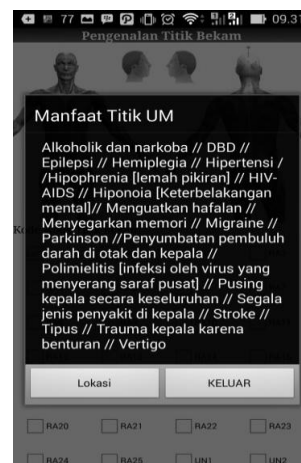 77 09.37
Pengenalan Titik Bekam
Manfaat Titik UM
Alkoholik dan narkoba // DBD //
Epilepsi // Hemiplegia // Hipertensi /
/Hipophrenia [lemah pikiran] // HIV-
AIDS // Hiponoia [Keterbelakangan
mental]// Menguatkan hafalan //
Menyegarkan memori // Migraine //
Parkinson //Penyumbatan pembuluh
darah di otak dan kepala //
Polimielitis [infeksi oleh virus yang
menyerang saraf pusat] // Pusing
kepala secara keseluruhan // Segala
jenis penyakit di kepala // Stroke //
Tipus // Trauma kepala karena
benturan // Vertigo
Lokasi KELUAR
RA20 RA21 RA22 RA23
RA24 RA25 UN1 UN2